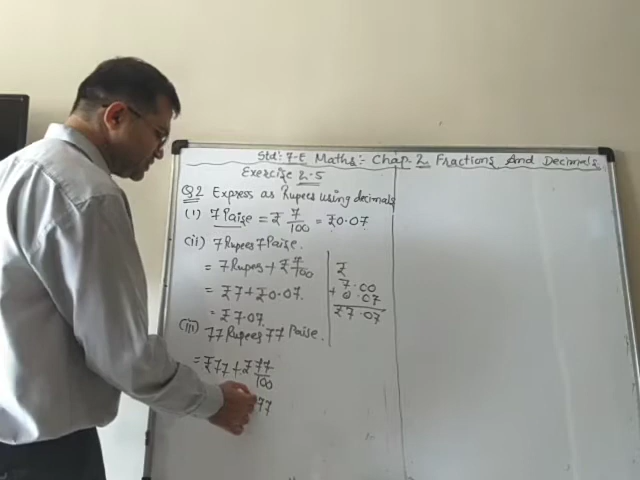 Std:- 7-E Maths:- Chap 2 Fractions And Decimals
Exercise 2.5
Q.2 Express as Rupees using decimals
(i) 7 Paise = ₹ 7/100 = ₹0.07
(ii) 7 Rupees 7 Paise.
= 7 Rupees + ₹ 7/100
= ₹7 + ₹0.07.
= ₹7.07.
₹
7.00
+ 0.07
₹7.07
(iii) 77 Rupees 77 Paise.
= ₹77 + ₹ 77/100
77